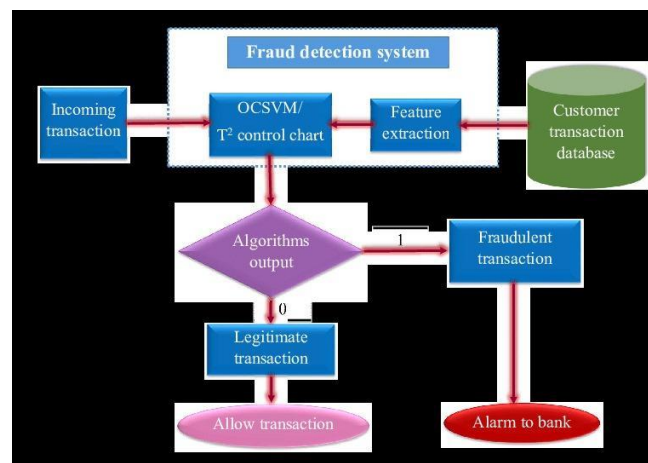 Fraud detection system
Incoming
transaction
OCSVM/
T² control chart
Feature
extraction
Customer
transaction
database
Algorithms
output
1
Fraudulent
transaction
0
Legitimate
transaction
Allow transaction
Alarm to bank